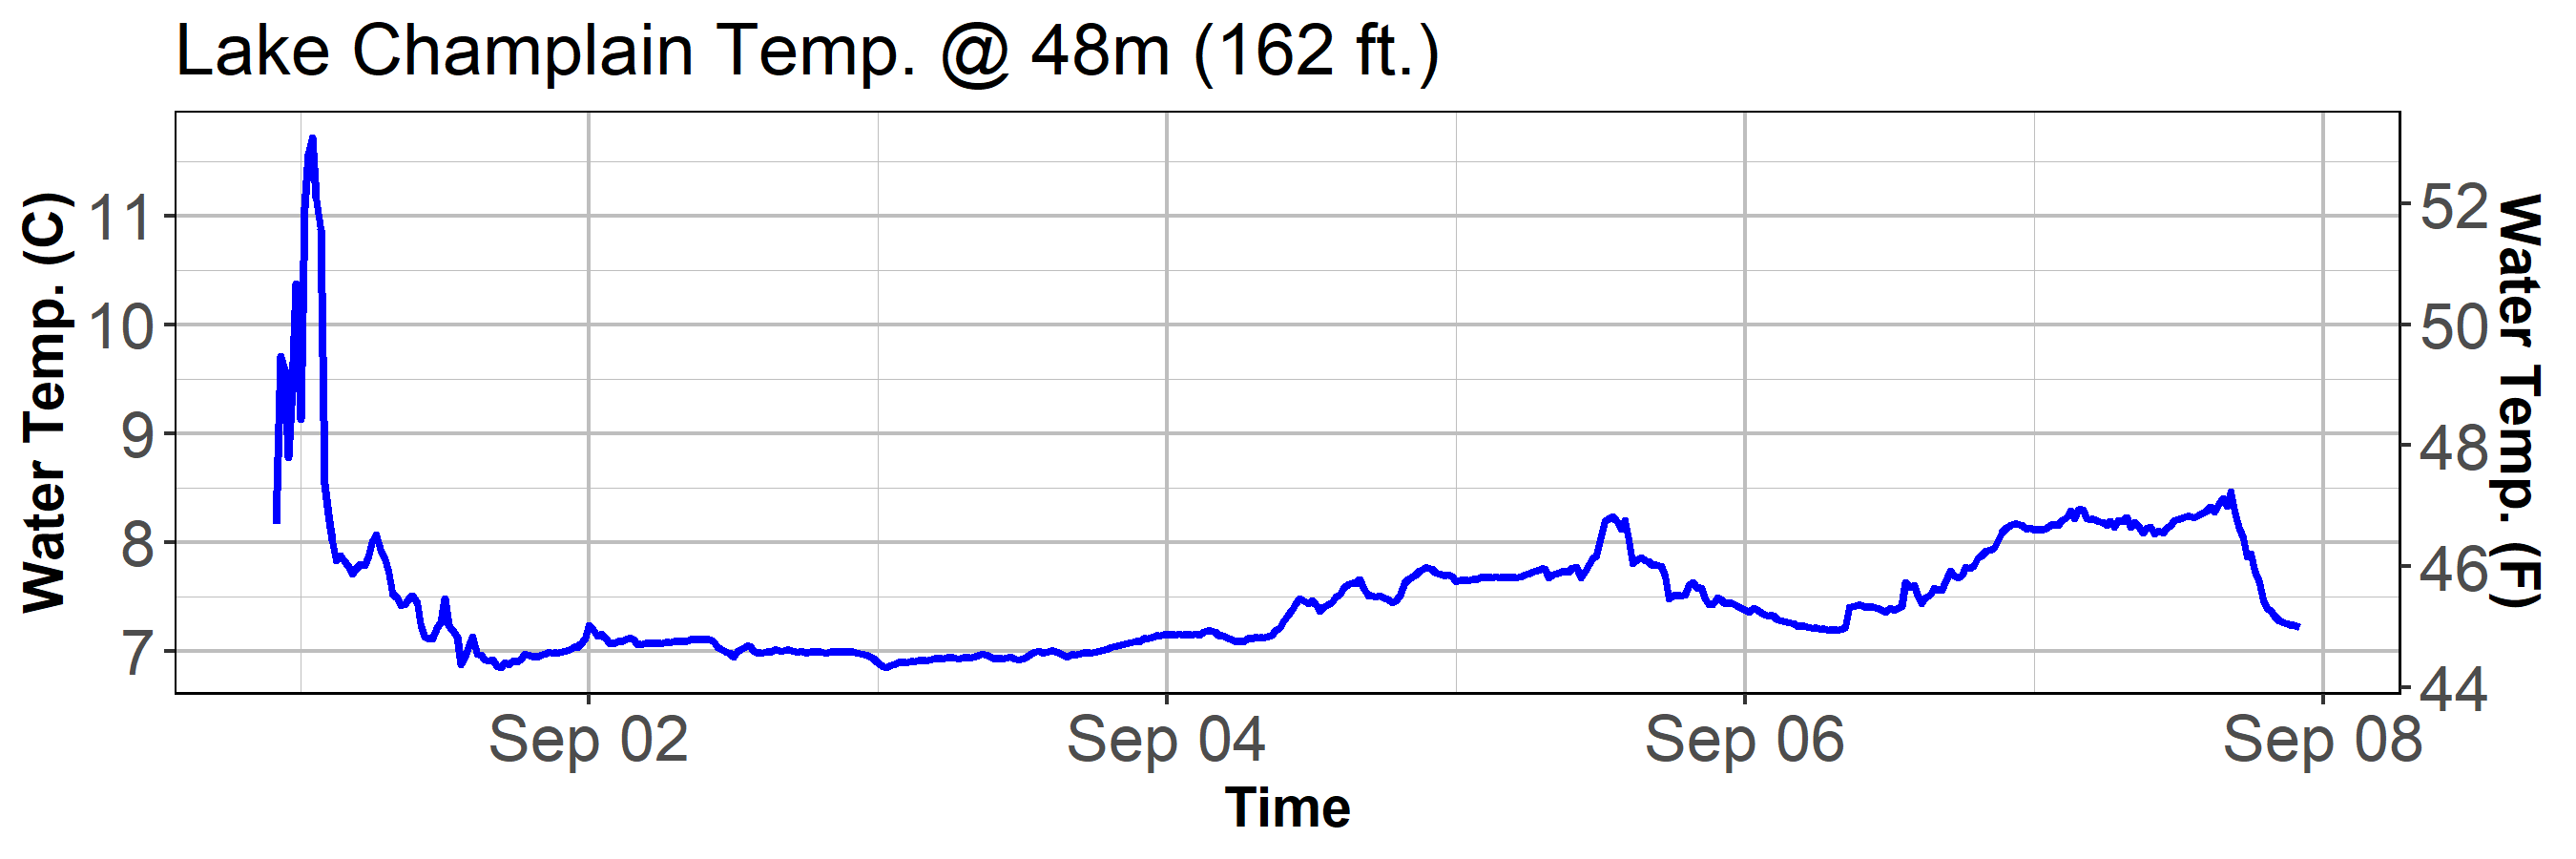 Lake Champlain Temp. @ 48m (162 ft.)
Water Temp. (C)
11
10
9
8
7
52
50
48
46
44
Water Temp. (F)
Sep 02
Sep 04
Sep 06
Sep 08
Time